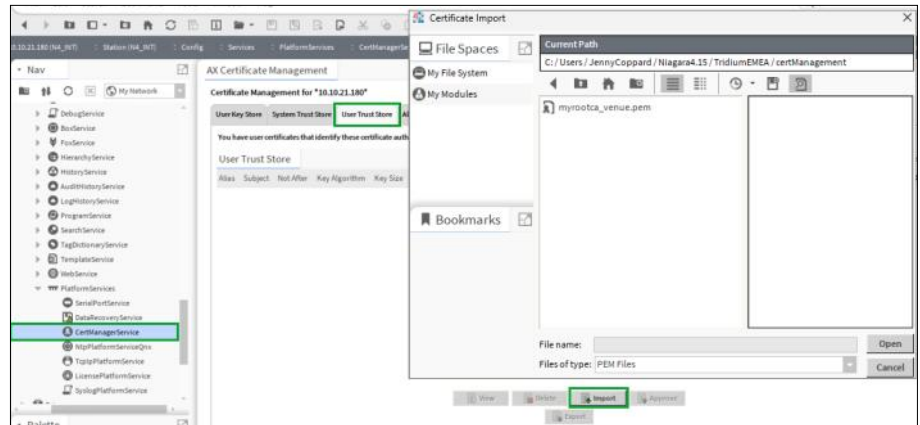 Certificate Import
10.10.21.180 (N4_INT) : Station (N4_INT) : Config : Services : PlatformServices : CertManagerSe
Nav
My Network
DebugService
BoxService
FoxService
HierarchyService
HistoryService
AuditHistoryService
LogHistoryService
ProgramService
SearchService
TagDictionaryService
TemplateService
WebService
PlatformServices
SerialPortService
DataRecoveryService
CertManagerService
NtpPlatformServiceQnx
TcpIpPlatformService
LicensePlatformService
SyslogPlatformService
Palette
AX Certificate Management
Certificate Management for "10.10.21.180"
User Key Store System Trust Store User Trust Store Al
You have user certificates that identify these certificate auth
User Trust Store
Alias Subject Not After Key Algorithm Key Size
File Spaces
My File System
My Modules
Bookmarks
Current Path
C:/Users/JennyCoppard/Niagara4.15/TridiumEMEA/certManagement
myrootca_venue.pem
File name: Open
Files of type: PEM Files Cancel
View Delete Import Approve
Export